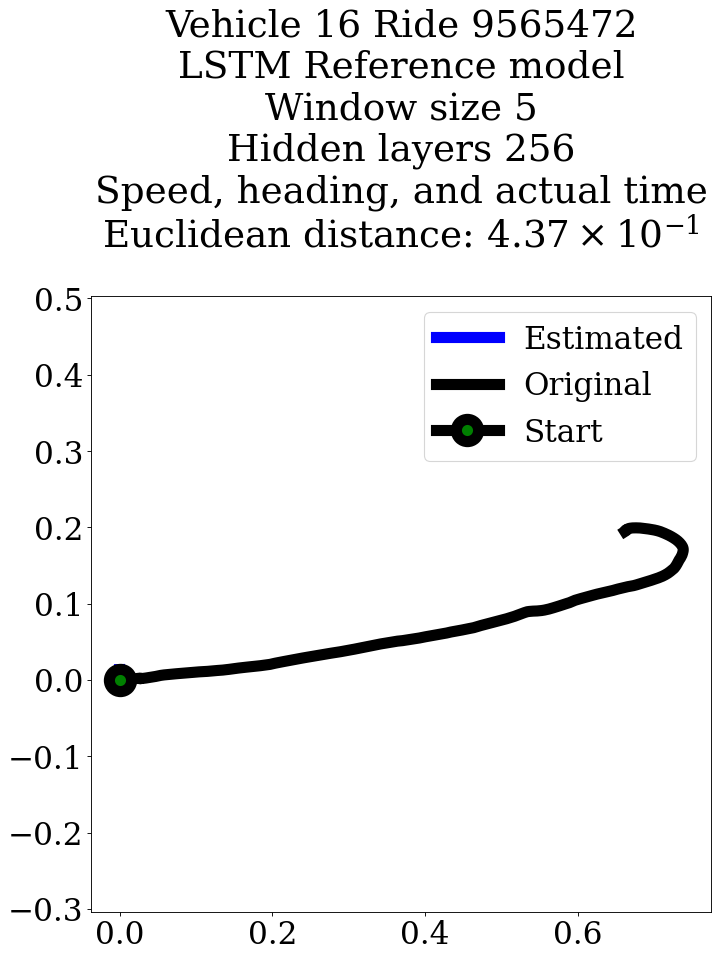 Vehicle 16 Ride 9565472
LSTM Reference model
Window size 5
Hidden layers 256
Speed, heading, and actual time
Euclidean distance: 4.37 × 10⁻¹
Estimated
Original
Start
0.5
0.4
0.3
0.2
0.1
0.0
−0.1
−0.2
−0.3
0.0 0.2 0.4 0.6